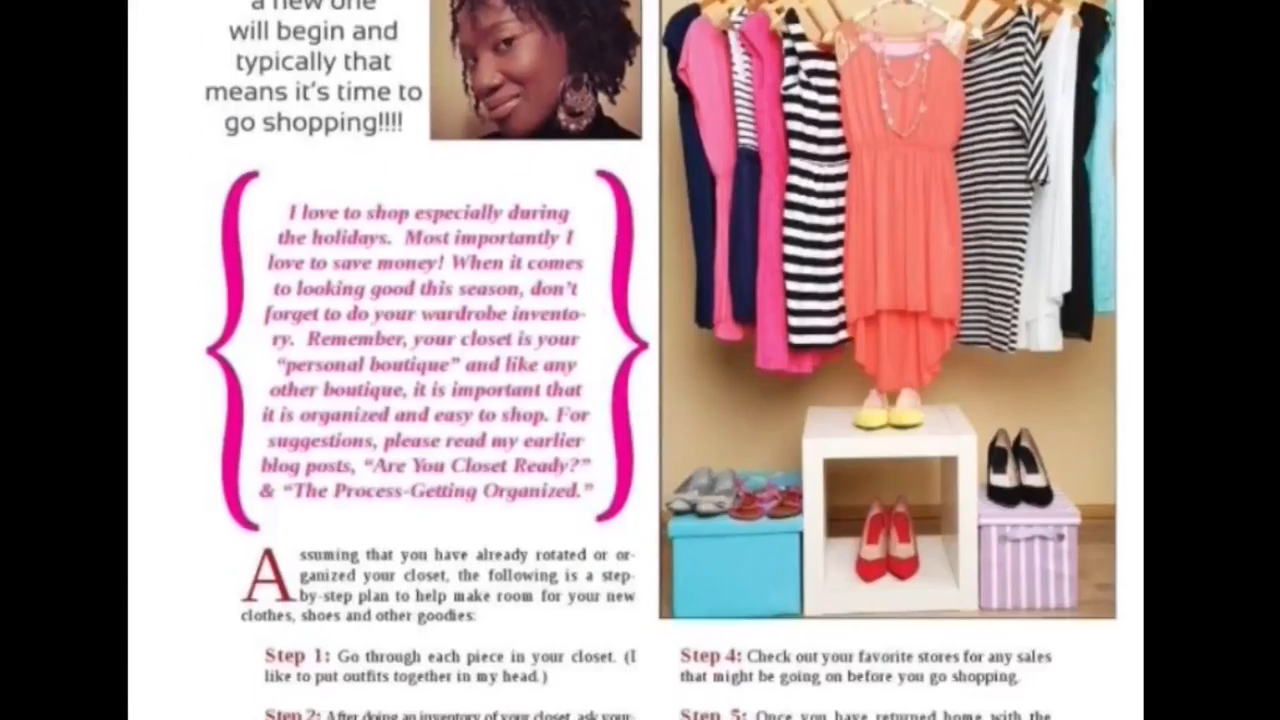 a new one
will begin and
typically that
means it's time to
go shopping!!!!
I love to shop especially during
the holidays. Most importantly I
love to save money! When it comes
to looking good this season, don't
forget to do your wardrobe invento-
ry. Remember, your closet is your
"personal boutique" and like any
other boutique, it is important that
it is organized and easy to shop. For
suggestions, please read my earlier
blog posts, "Are You Closet Ready?"
& "The Process-Getting Organized."
Assuming that you have already rotated or or-
ganized your closet, the following is a step-
by-step plan to help make room for your new
clothes, shoes and other goodies:
Step 1: Go through each piece in your closet. (I
like to put outfits together in my head.)
Step 2: After doing an inventory of your closet, ask your-
Step 4: Check out your favorite stores for any sales
that might be going on before you go shopping.
Step 5: Once you have returned home with the